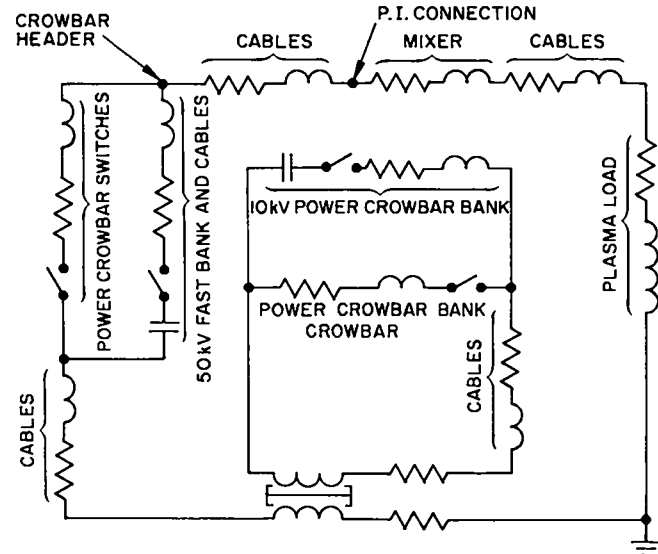 CROWBAR
HEADER
P.I. CONNECTION
CABLES
MIXER
CABLES
POWER CROWBAR SWITCHES
50kV FAST BANK AND CABLES
10kV POWER CROWBAR BANK
PLASMA LOAD
POWER CROWBAR BANK
CROWBAR
CABLES
CABLES